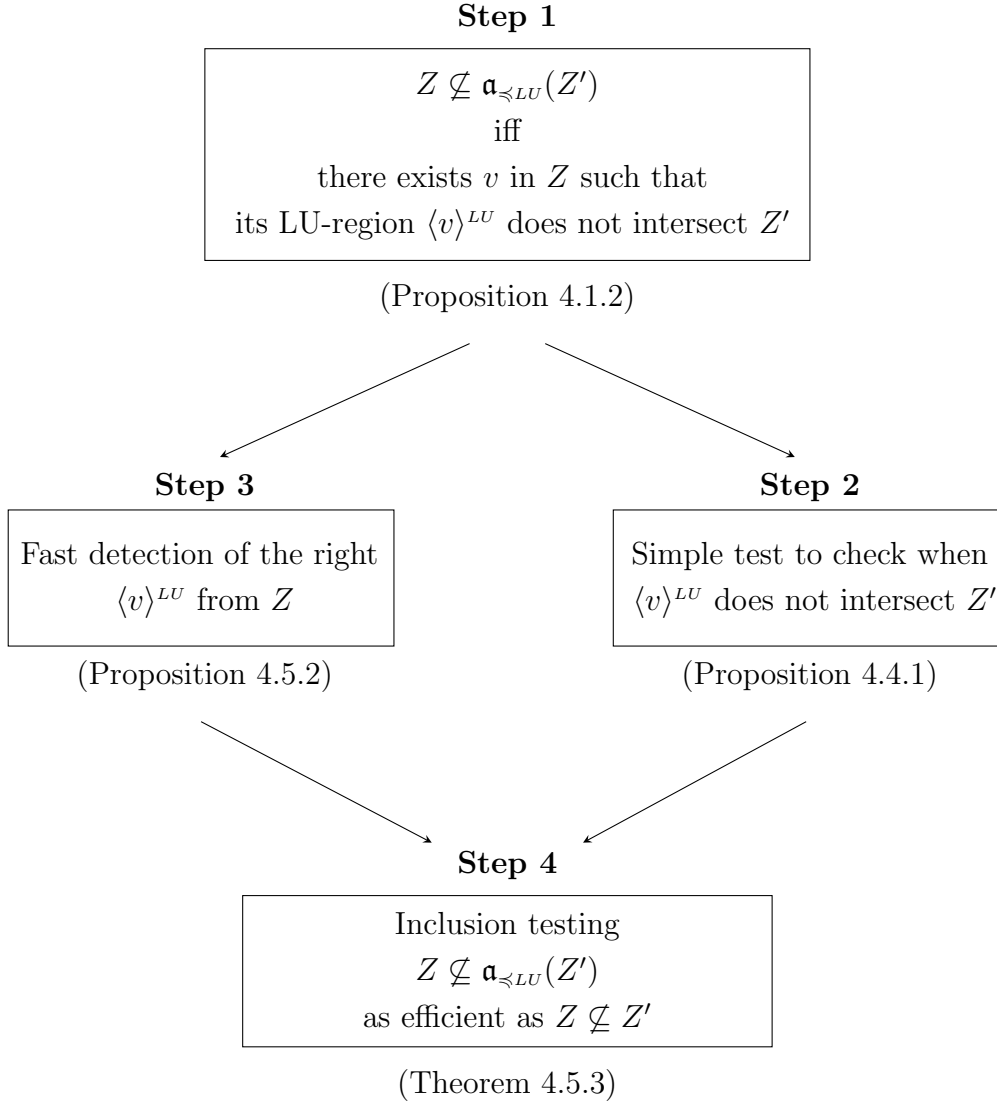 Step 1
Z ⊈ 𝔞≼LU(Z′)
iff
there exists v in Z such that
its LU-region ⟨v⟩^LU does not intersect Z′
(Proposition 4.1.2)
Step 3
Fast detection of the right
⟨v⟩^LU from Z
(Proposition 4.5.2)
Step 2
Simple test to check when
⟨v⟩^LU does not intersect Z′
(Proposition 4.4.1)
Step 4
Inclusion testing
Z ⊈ 𝔞≼LU(Z′)
as efficient as Z ⊈ Z′
(Theorem 4.5.3)